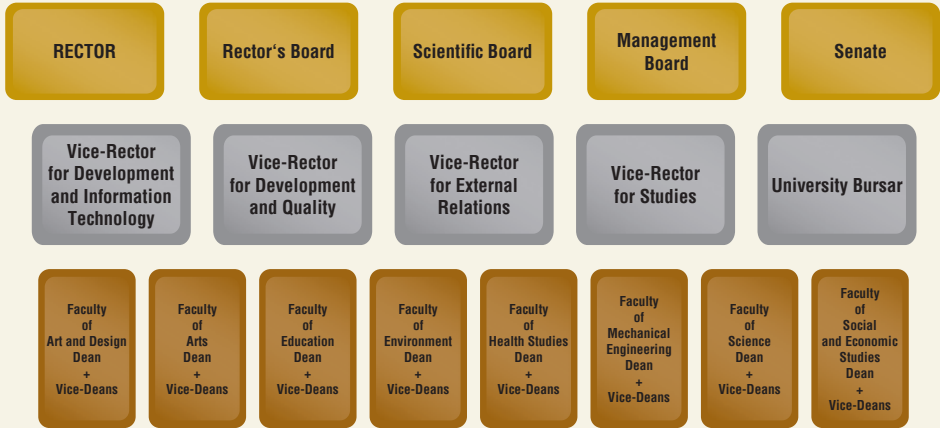 RECTOR
Rector‘s Board
Scientific Board
Management
Board
Senate
Vice-Rector
for Development
and Information
Technology
Vice-Rector
for Development
and Quality
Vice-Rector
for External
Relations
Vice-Rector
for Studies
University Bursar
Faculty
of
Art and Design
Dean
+
Vice-Deans
Faculty
of
Arts
Dean
+
Vice-Deans
Faculty
of
Education
Dean
+
Vice-Deans
Faculty
of
Environment
Dean
+
Vice-Deans
Faculty
of
Health Studies
Dean
+
Vice-Deans
Faculty
of
Mechanical
Engineering
Dean
+
Vice-Deans
Faculty
of
Science
Dean
+
Vice-Deans
Faculty
of
Social
and Economic
Studies
Dean
+
Vice-Deans